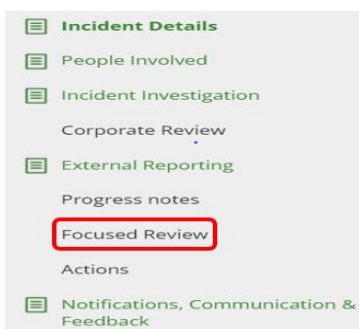 Incident Details
People Involved
Incident Investigation
Corporate Review
External Reporting
Progress notes
Focused Review
Actions
Notifications, Communication &
Feedback